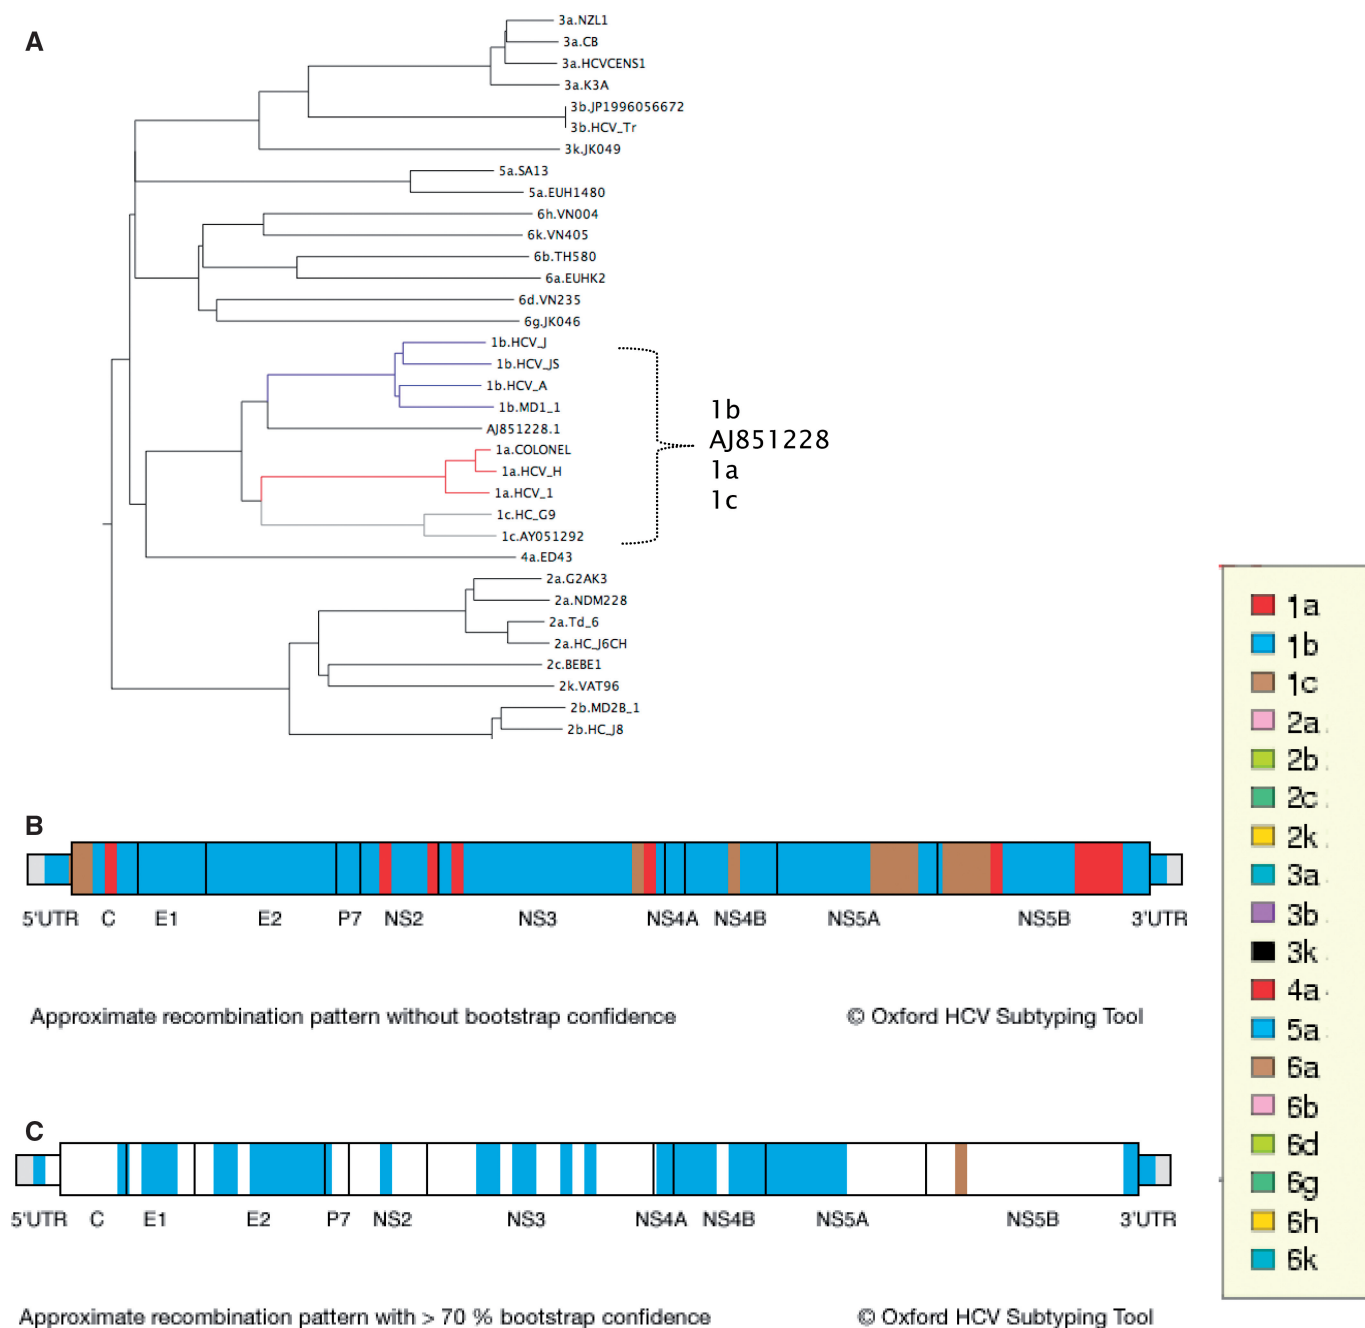 A
3a.NZL1
3a.CB
3a.HCVCENS1
3a.K3A
3b.JP1996056672
3b.HCV_Tr
3k.JK049
5a.SA13
5a.EUH1480
6h.VN004
6k.VN405
6b.TH580
6a.EUHK2
6d.VN235
6g.JK046
1b.HCV_J
1b.HCV_JS
1b.HCV_A
1b.MD1_1
AJ851228.1
1a.COLONEL
1a.HCV_H
1a.HCV_1
1c.HC_G9
1c.AY051292
4a.ED43
2a.G2AK3
2a.NDM228
2a.Td_6
2a.HC_J6CH
2c.BEBE1
2k.VAT96
2b.MD2B_1
2b.HC_J8
1b
AJ851228
1a
1c
1a
1b
1c
2a
2b
2c
2k
3a
3b
3k
4a
5a
6a
6b
6d
6g
6h
6k
B
5'UTR C E1 E2 P7 NS2 NS3 NS4A NS4B NS5A NS5B 3'UTR
Approximate recombination pattern without bootstrap confidence © Oxford HCV Subtyping Tool
C
5'UTR C E1 E2 P7 NS2 NS3 NS4A NS4B NS5A NS5B 3'UTR
Approximate recombination pattern with > 70 % bootstrap confidence © Oxford HCV Subtyping Tool